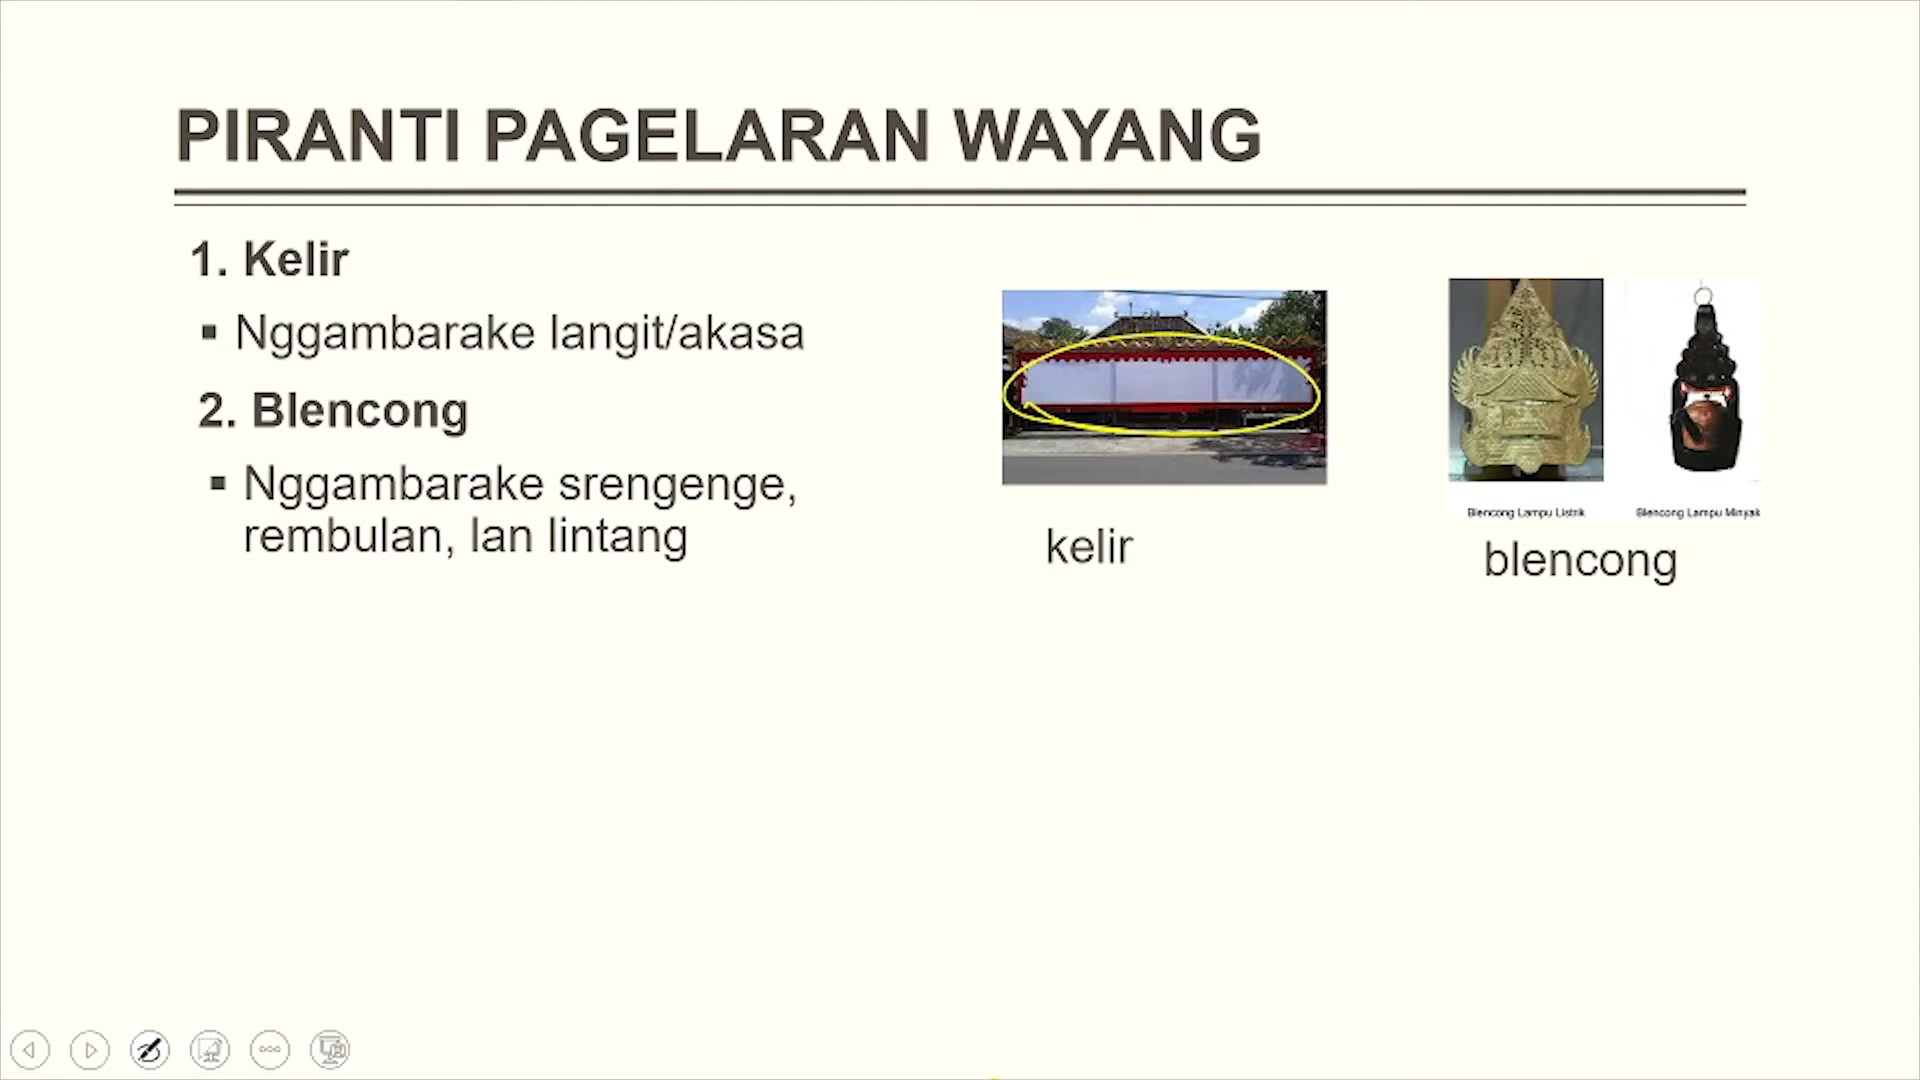 PIRANTI PAGELARAN WAYANG
1. Kelir
▪ Nggambarake langit/akasa
2. Blencong
▪ Nggambarake srengenge,
rembulan, lan lintang
kelir
Blencong Lampu Listrik
Blencong Lampu Minyak
blencong